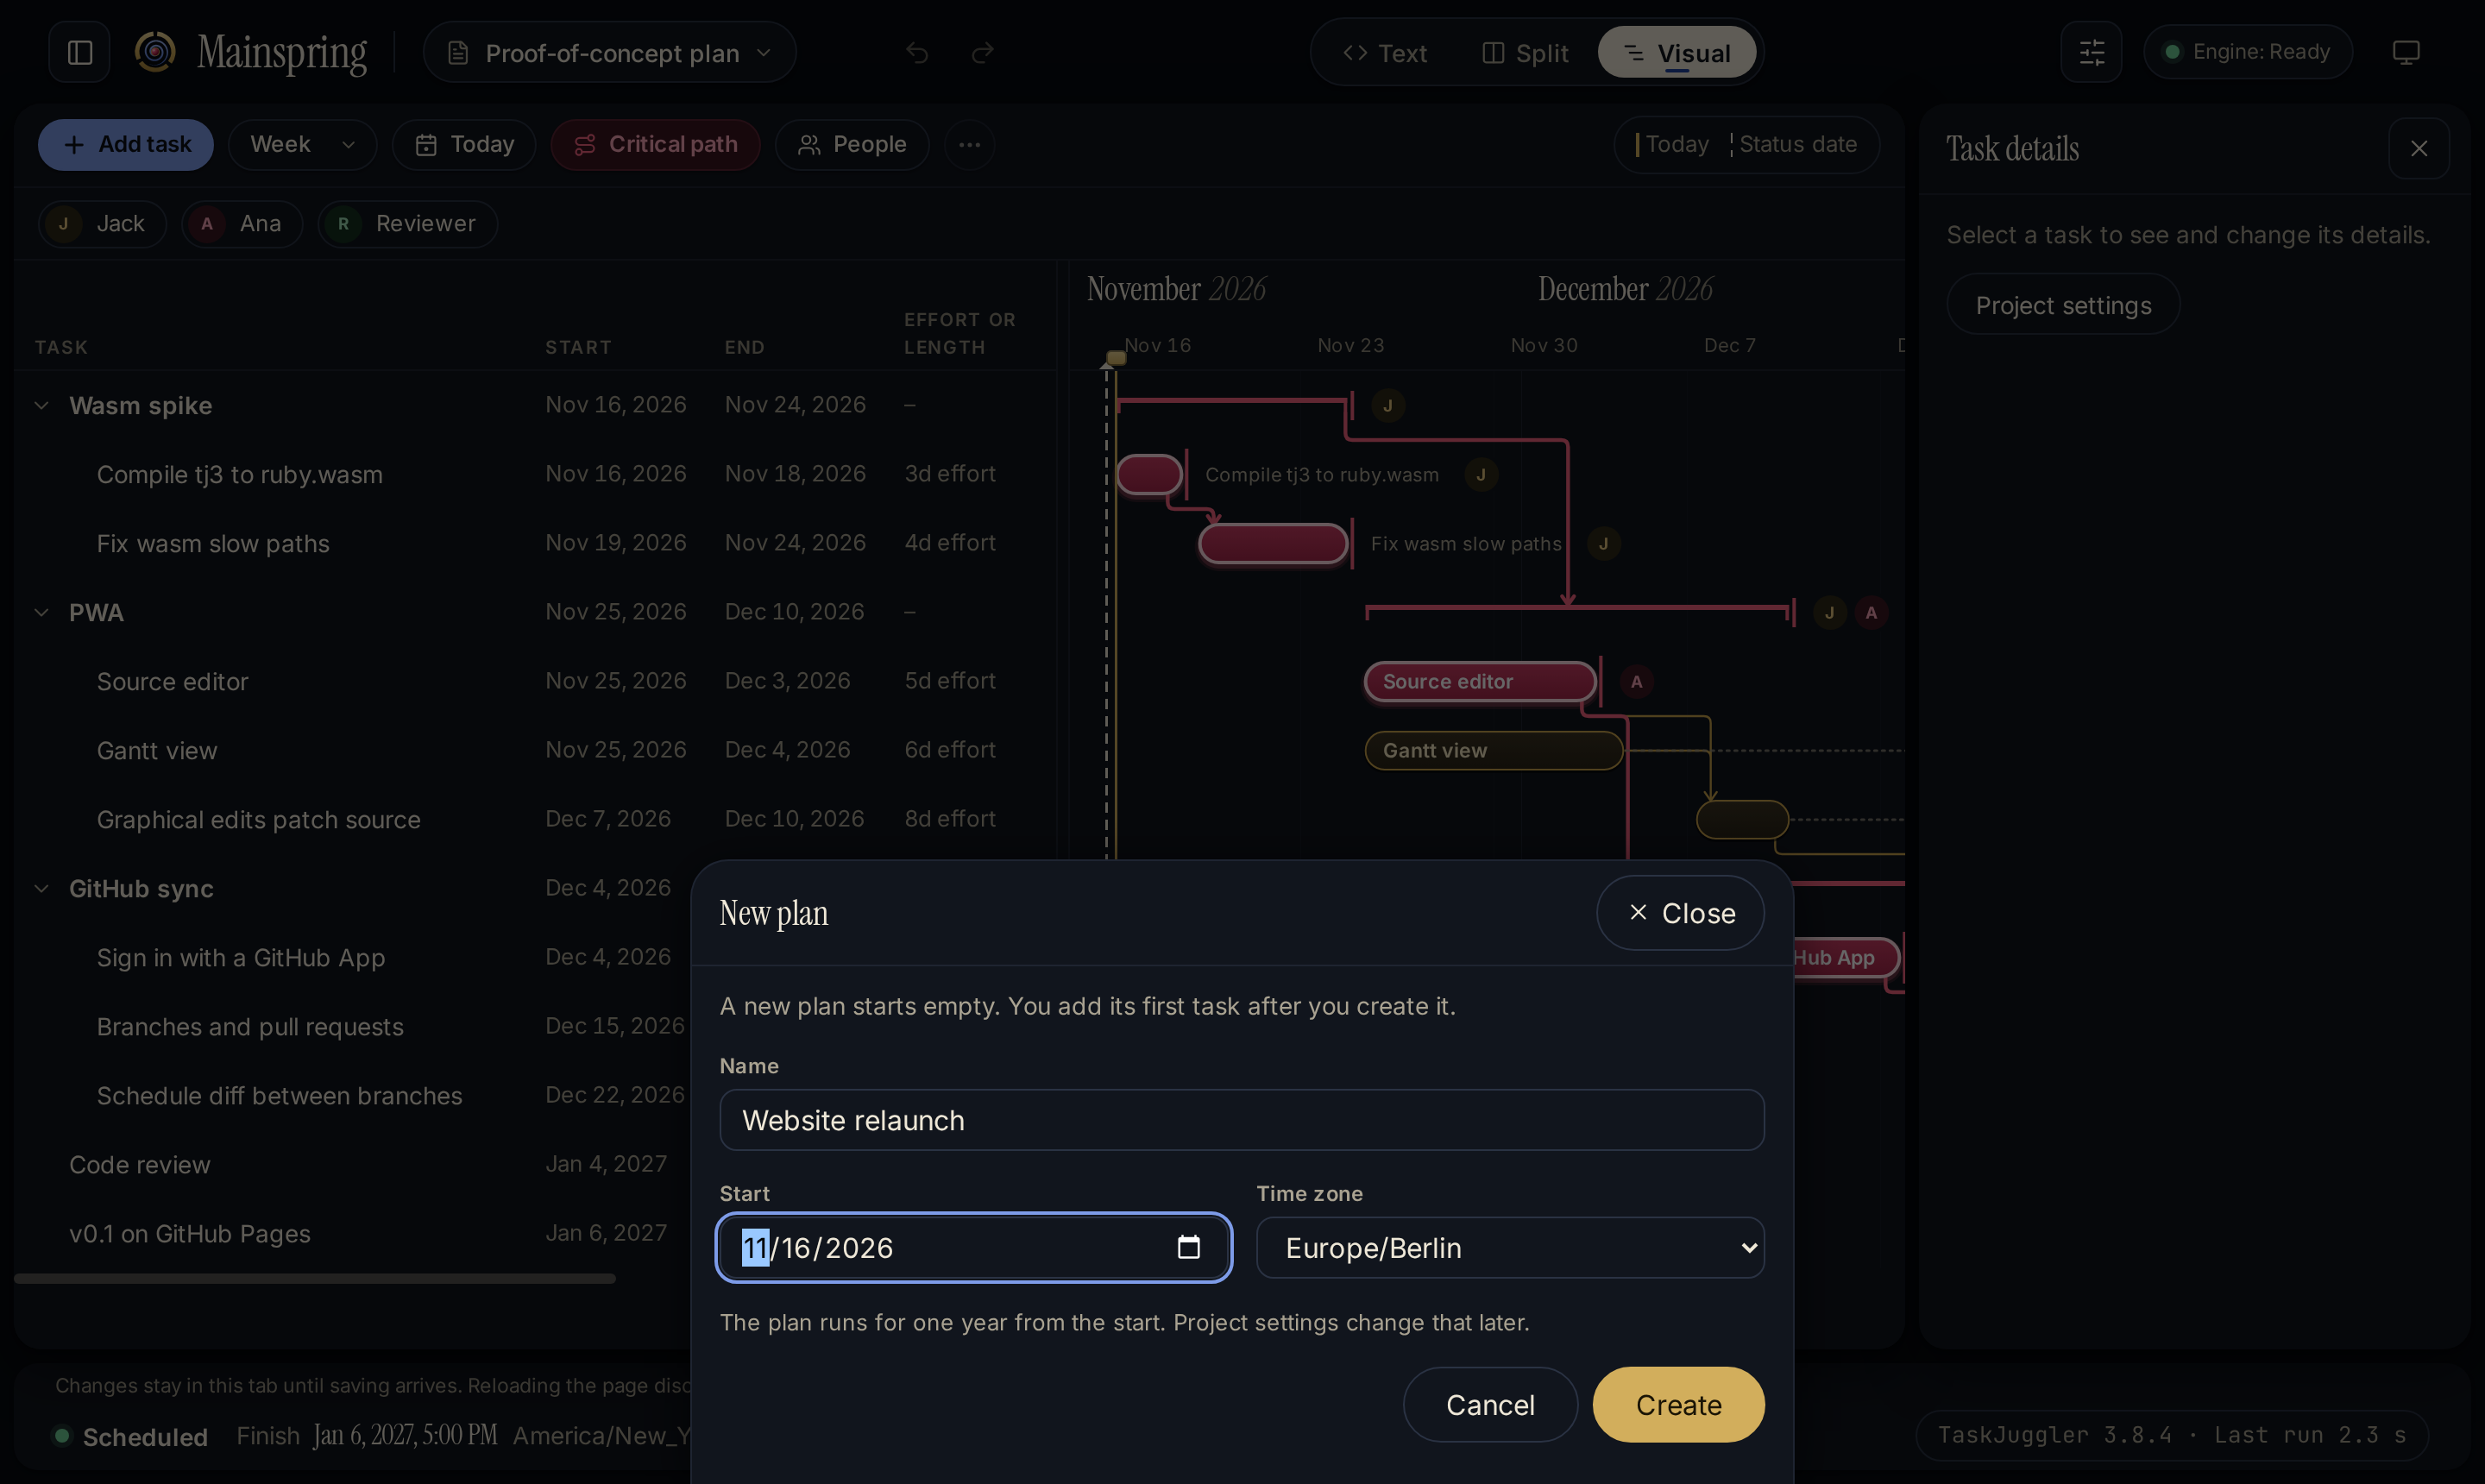 Mainspring
Proof-of-concept plan
Text
Split
Visual
Engine: Ready
Add task
Week
Today
Critical path
People
Today
Status date
J Jack
A Ana
R Reviewer
Task details
Select a task to see and change its details.
Project settings
November 2026
December 2026
TASK
START
END
EFFORT OR
LENGTH
Nov 16
Nov 23
Nov 30
Dec 7
Wasm spike Nov 16, 2026 Nov 24, 2026 – J
Compile tj3 to ruby.wasm Nov 16, 2026 Nov 18, 2026 3d effort Compile tj3 to ruby.wasm J
Fix wasm slow paths Nov 19, 2026 Nov 24, 2026 4d effort Fix wasm slow paths J
PWA Nov 25, 2026 Dec 10, 2026 – J A
Source editor Nov 25, 2026 Dec 3, 2026 5d effort Source editor A
Gantt view Nov 25, 2026 Dec 4, 2026 6d effort Gantt view
Graphical edits patch source Dec 7, 2026 Dec 10, 2026 8d effort
GitHub sync Dec 4, 2026
Sign in with a GitHub App Dec 4, 2026 Hub App
Branches and pull requests Dec 15, 2026
Schedule diff between branches Dec 22, 2026
Code review Jan 4, 2027
v0.1 on GitHub Pages Jan 6, 2027
New plan
Close
A new plan starts empty. You add its first task after you create it.
Name
Website relaunch
Start
Time zone
11/16/2026
Europe/Berlin
The plan runs for one year from the start. Project settings change that later.
Cancel
Create
Changes stay in this tab until saving arrives. Reloading the page
Scheduled Finish Jan 6, 2027, 5:00 PM America/New_Y
TaskJuggler 3.8.4 · Last run 2.3 s